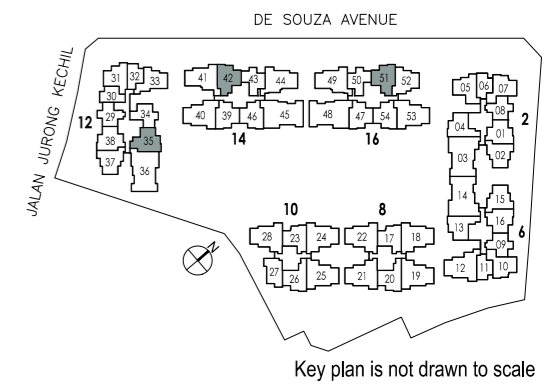 DE SOUZA AVENUE
JALAN JURONG KECHIL
31 32 33
30
29 34
12
38 35
37 36
41 42 43 44
40 39 46 45
14
49 50 51 52
48 47 54 53
16
05 06 07
08
04 01 2
03 02
14 15
13 16
6
09
12 11 10
10
28 23 24
27 26 25
8
22 17 18
21 20 19
N
Key plan is not drawn to scale